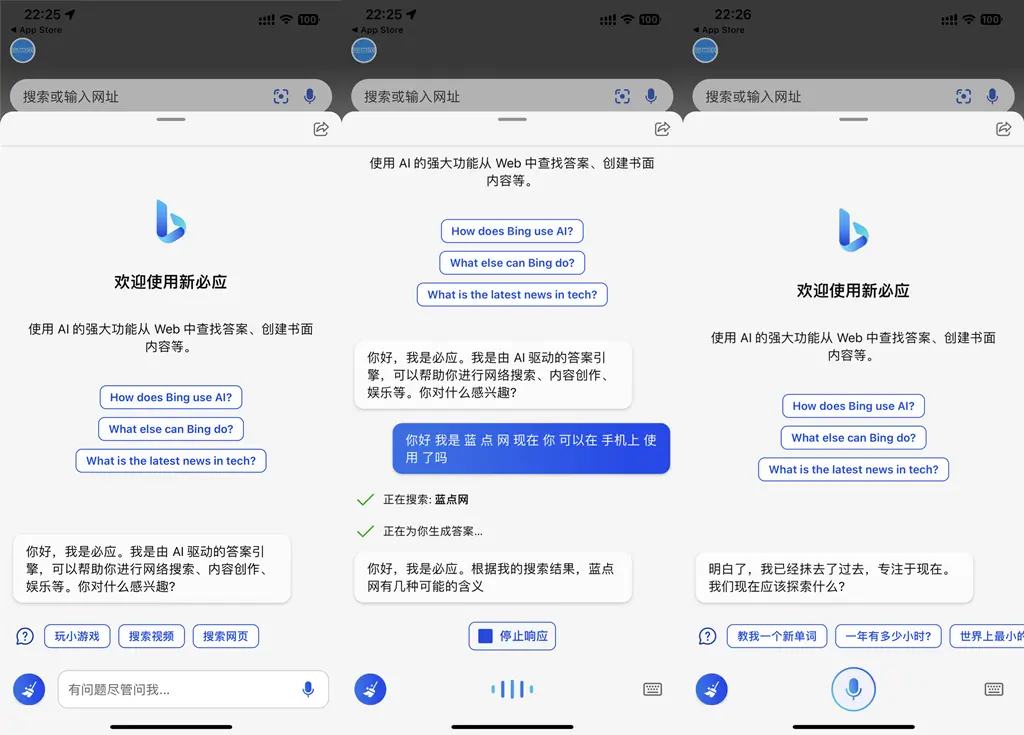 22:25
100
◀ App Store
搜索或输入网址
欢迎使用新必应
使用 AI 的强大功能从 Web 中查找答案、创建书面
内容等。
How does Bing use AI?
What else can Bing do?
What is the latest news in tech?
你好，我是必应。我是由 AI 驱动的答案引
擎，可以帮助你进行网络搜索、内容创作、
娱乐等。你对什么感兴趣?
玩小游戏
搜索视频
搜索网页
有问题尽管问我...
22:25
100
◀ App Store
搜索或输入网址
使用 AI 的强大功能从 Web 中查找答案、创建书面
内容等。
How does Bing use AI?
What else can Bing do?
What is the latest news in tech?
你好，我是必应。我是由 AI 驱动的答案引
擎，可以帮助你进行网络搜索、内容创作、
娱乐等。你对什么感兴趣?
你好 我是 蓝 点 网 现在 你 可以在 手机上 使
用 了吗
正在搜索: 蓝点网
正在为你生成答案...
你好，我是必应。根据我的搜索结果，蓝点
网有几种可能的含义
停止响应
22:26
100
◀ App Store
搜索或输入网址
欢迎使用新必应
使用 AI 的强大功能从 Web 中查找答案、创建书面
内容等。
How does Bing use AI?
What else can Bing do?
What is the latest news in tech?
明白了，我已经抹去了过去，专注于现在。
我们现在应该探索什么?
教我一个新单词
一年有多少小时?
世界上最小的